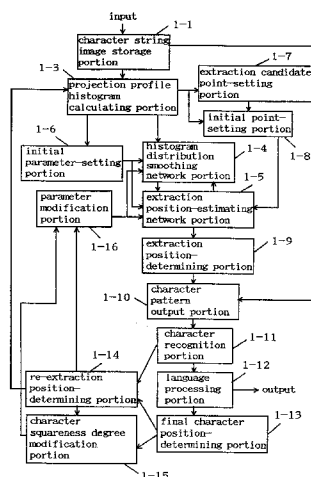 input
1-1
character string
image storage
portion
1-7
1-3
projection profile
histogram
calculating portion
extraction candidate
point-setting
portion
1-6
initial point-
setting portion
1-8
initial
parameter-setting
portion
histogram
distribution
smoothing
network portion
1-4
1-5
parameter
modification
portion
extraction
position-estimating
network portion
1-16
1-9
extraction
position-
determining portion
1-10
character
pattern
output portion
1-11
character
recognition
portion
1-14
1-12
re-extraction
position-
determining portion
language
processing
portion
output
1-13
character
squareness degree
modification
portion
final character
position-
determining portion
1-15